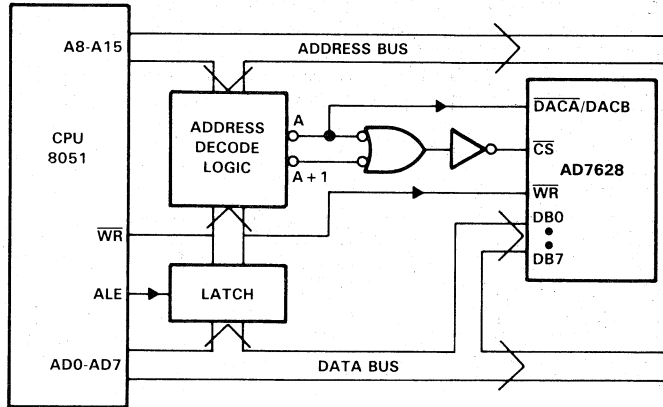 A8-A15
ADDRESS BUS
CPU
8051
ADDRESS
DECODE
LOGIC
A
A + 1
DACA/DACB
CS
AD7628
WR
DB0
DB7
WR
ALE
LATCH
AD0-AD7
DATA BUS